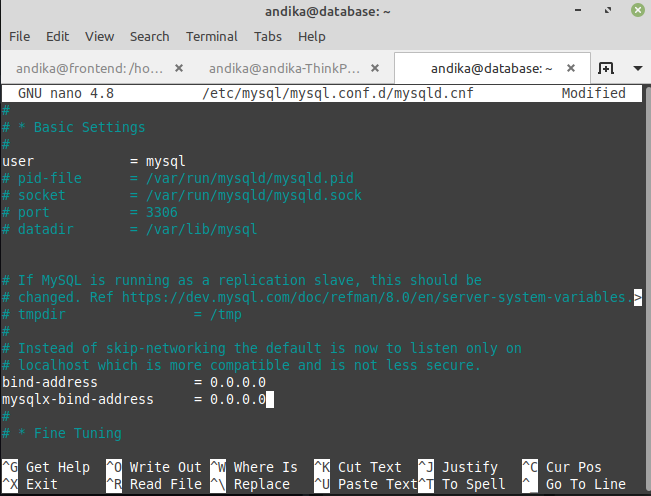 andika@database: ~
File Edit View Search Terminal Tabs Help
andika@frontend: /ho... × andika@andika-ThinkP... × andika@database: ~ ×
GNU nano 4.8 /etc/mysql/mysql.conf.d/mysqld.cnf Modified
#
# * Basic Settings
#
user = mysql
# pid-file = /var/run/mysqld/mysqld.pid
# socket = /var/run/mysqld/mysqld.sock
# port = 3306
# datadir = /var/lib/mysql
# If MySQL is running as a replication slave, this should be
# changed. Ref https://dev.mysql.com/doc/refman/8.0/en/server-system-variables.>
# tmpdir = /tmp
#
# Instead of skip-networking the default is now to listen only on
# localhost which is more compatible and is not less secure.
bind-address = 0.0.0.0
mysqlx-bind-address = 0.0.0.0
#
# * Fine Tuning
^G Get Help ^O Write Out ^W Where Is ^K Cut Text ^J Justify ^C Cur Pos
^X Exit ^R Read File ^\ Replace ^U Paste Text ^T To Spell ^_ Go To Line